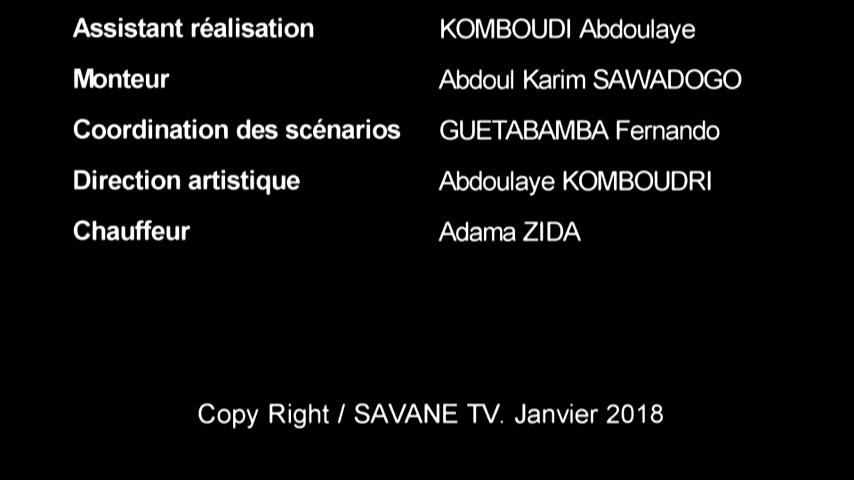 Assistant réalisation KOMBOUDI Abdoulaye
Monteur Abdoul Karim SAWADOGO
Coordination des scénarios GUETABAMBA Fernando
Direction artistique Abdoulaye KOMBOUDRI
Chauffeur Adama ZIDA
Copy Right / SAVANE TV. Janvier 2018